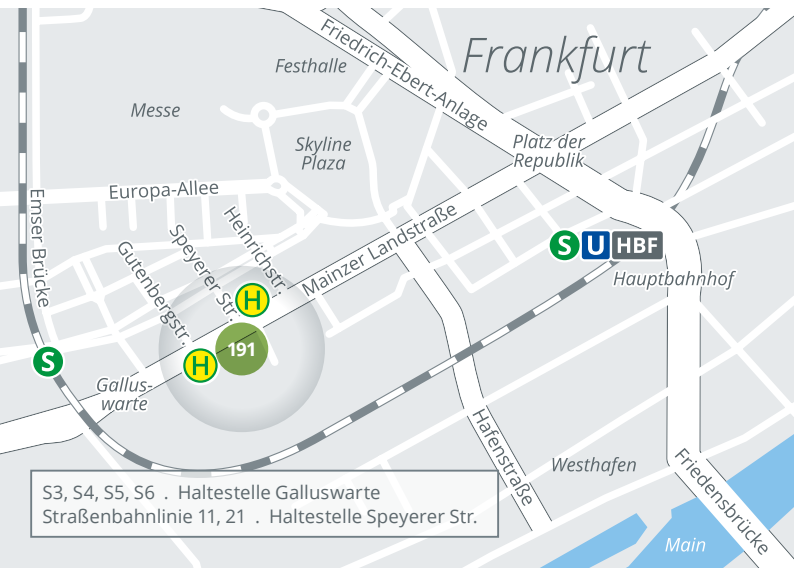 Frankfurt
Friedrich-Ebert-Anlage
Festhalle
Messe
Skyline
Plaza
Platz der
Republik
Europa-Allee
Emser Brücke
Heinrichstr.
Speyerer Str.
Gutenbergstr.
Mainzer Landstraße
S U HBF
Hauptbahnhof
H
191
H
S
Gallus-
warte
Hafenstraße
Westhafen
Friedensbrücke
Main
S3, S4, S5, S6 . Haltestelle Galluswarte
Straßenbahnlinie 11, 21 . Haltestelle Speyerer Str.